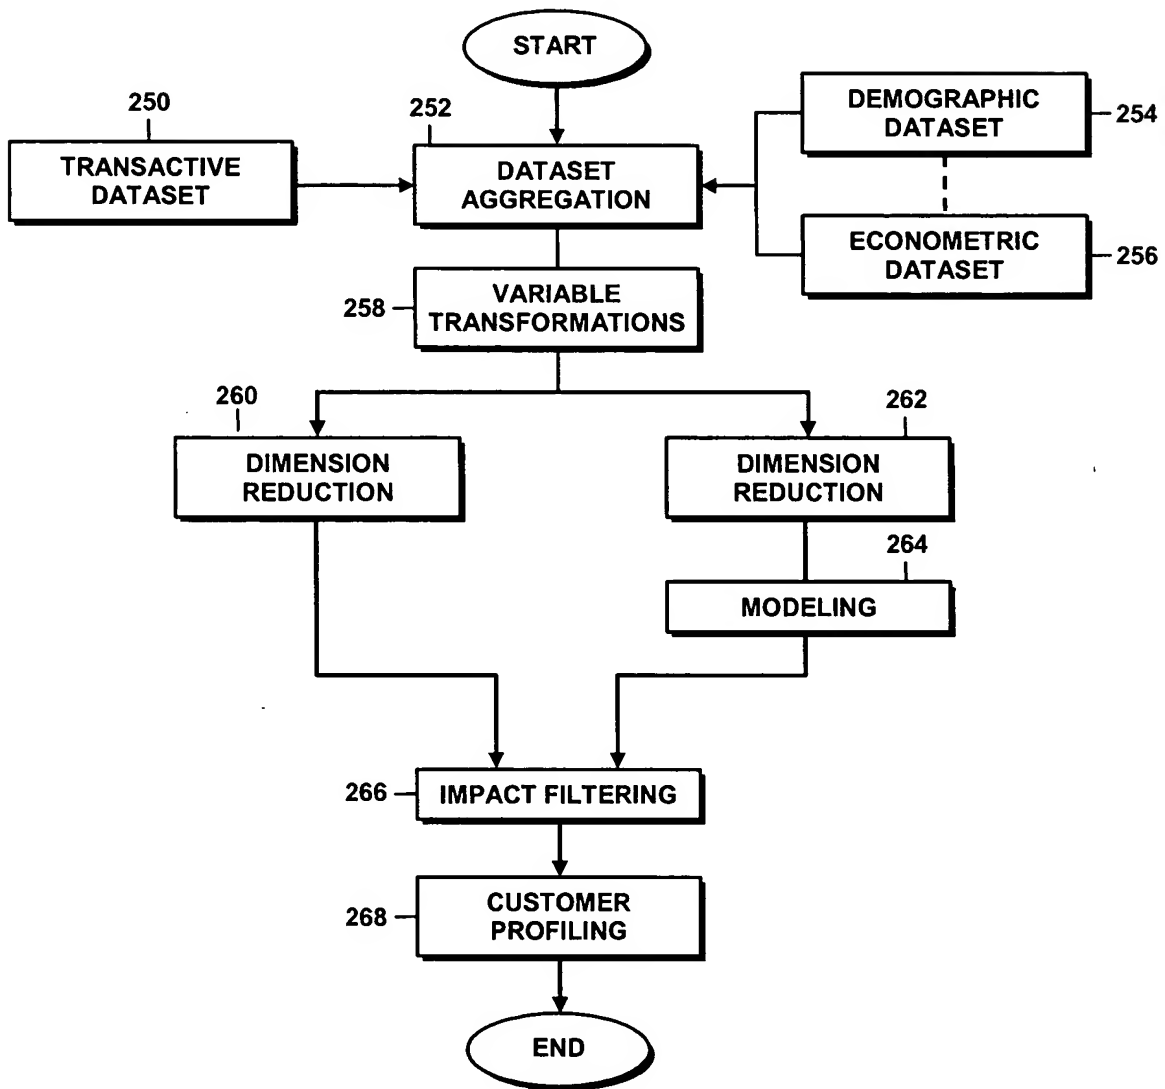 START
250
252
TRANSACTIVE
DATASET
DATASET
AGGREGATION
DEMOGRAPHIC
DATASET
254
ECONOMETRIC
DATASET
256
258
VARIABLE
TRANSFORMATIONS
260
262
DIMENSION
REDUCTION
DIMENSION
REDUCTION
264
MODELING
266
IMPACT FILTERING
268
CUSTOMER
PROFILING
END